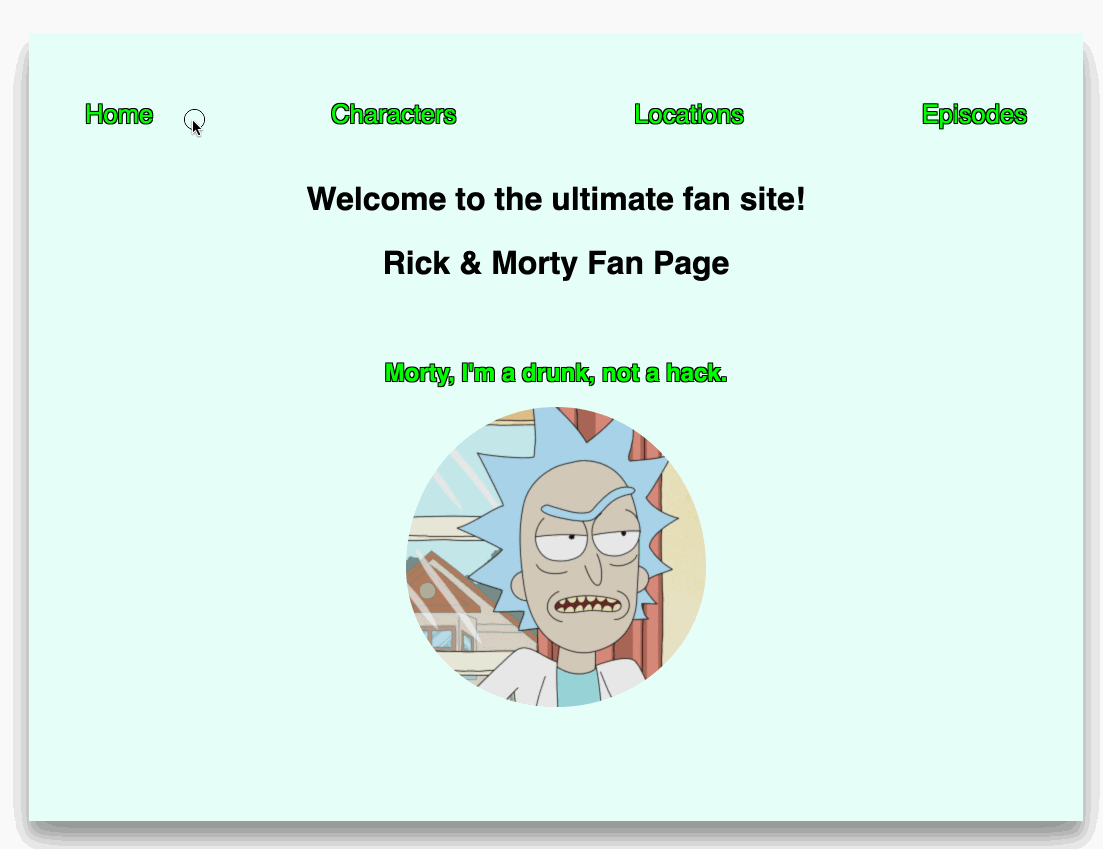 Home Characters Locations Episodes
Welcome to the ultimate fan site!
Rick & Morty Fan Page
Morty, I'm a drunk, not a hack.